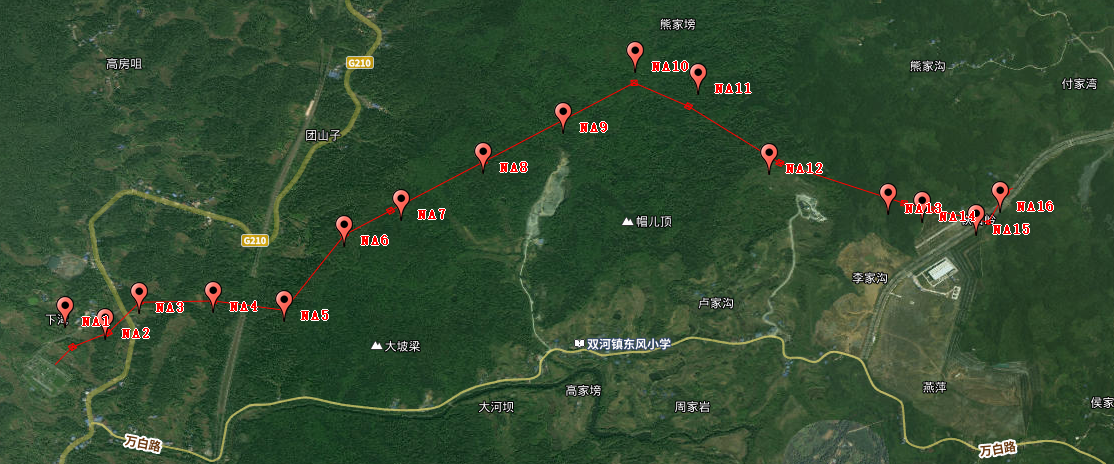 熊家塝
高房咀
G210
NA10
熊家沟
NA11
付家湾
NA9
团山子
NA8
NA12
NA7
NA13
NA16
NA14
帽儿顶
NA15
G210
NA6
李家沟
卢家沟
NA3
NA4
NA5
NA1
NA2
大坡梁
双河镇东风小学
高家塝
燕萍
大河坝
周家岩
侯家
万白路
万白路